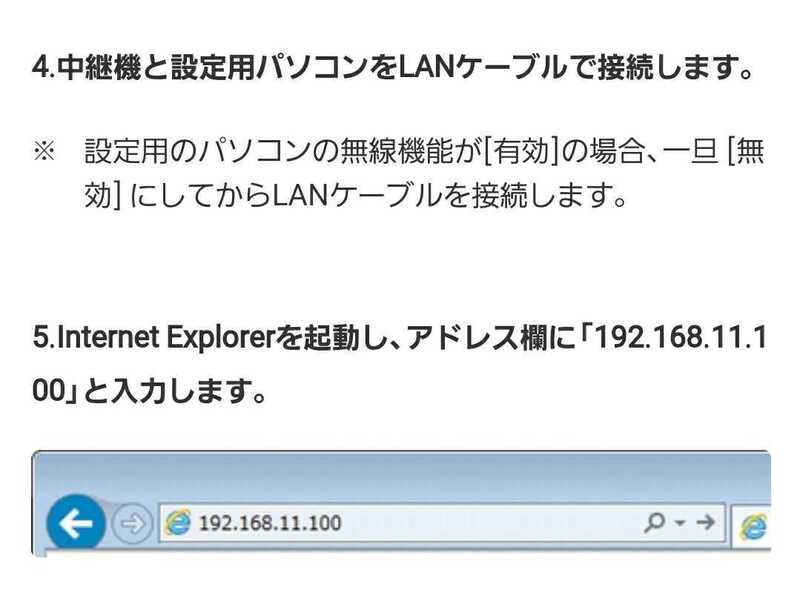 4.中継機と設定用パソコンをLANケーブルで接続します。
※ 設定用のパソコンの無線機能が[有効]の場合、一旦 [無
効] にしてからLANケーブルを接続します。
5.Internet Explorerを起動し、アドレス欄に「192.168.11.1
00」と入力します。
192.168.11.100